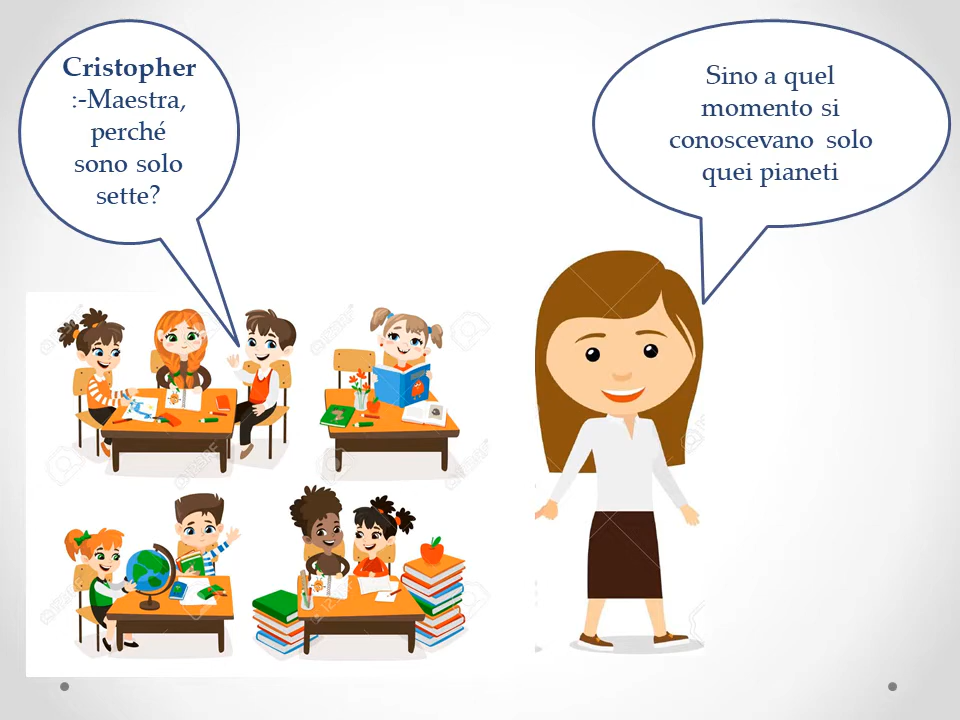 Cristopher
:-Maestra,
perché
sono solo
sette?
Sino a quel
momento si
conoscevano solo
quei pianeti